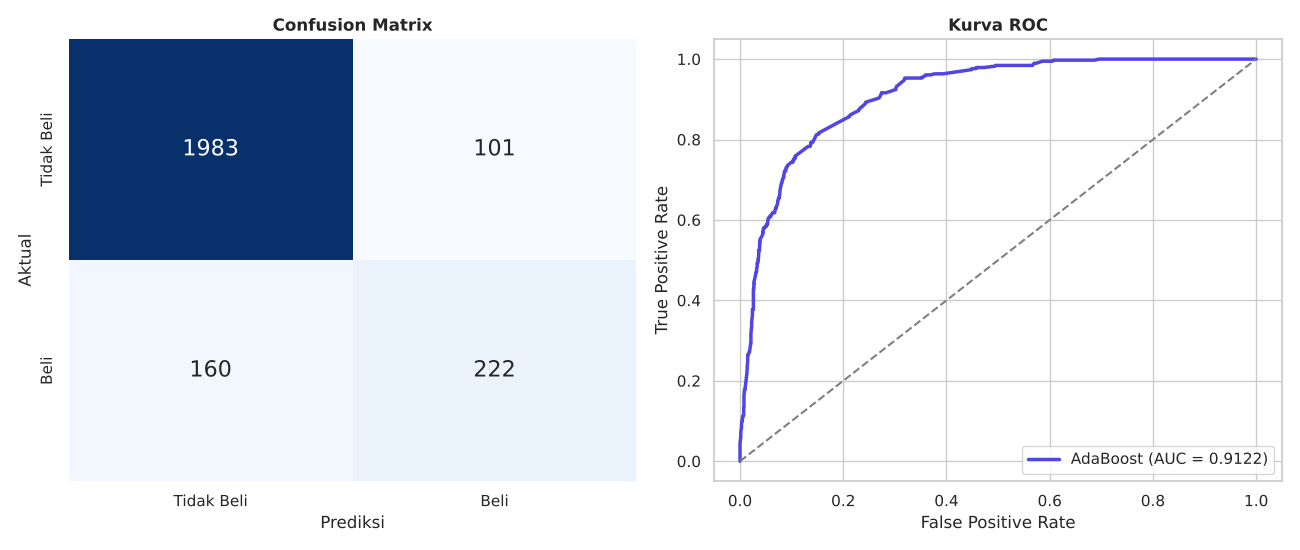 Confusion Matrix
Tidak Beli
Beli
Aktual
1983
101
160
222
Tidak Beli
Beli
Prediksi
Kurva ROC
True Positive Rate
1.0
0.8
0.6
0.4
0.2
0.0
AdaBoost (AUC = 0.9122)
0.0
0.2
0.4
0.6
0.8
1.0
False Positive Rate